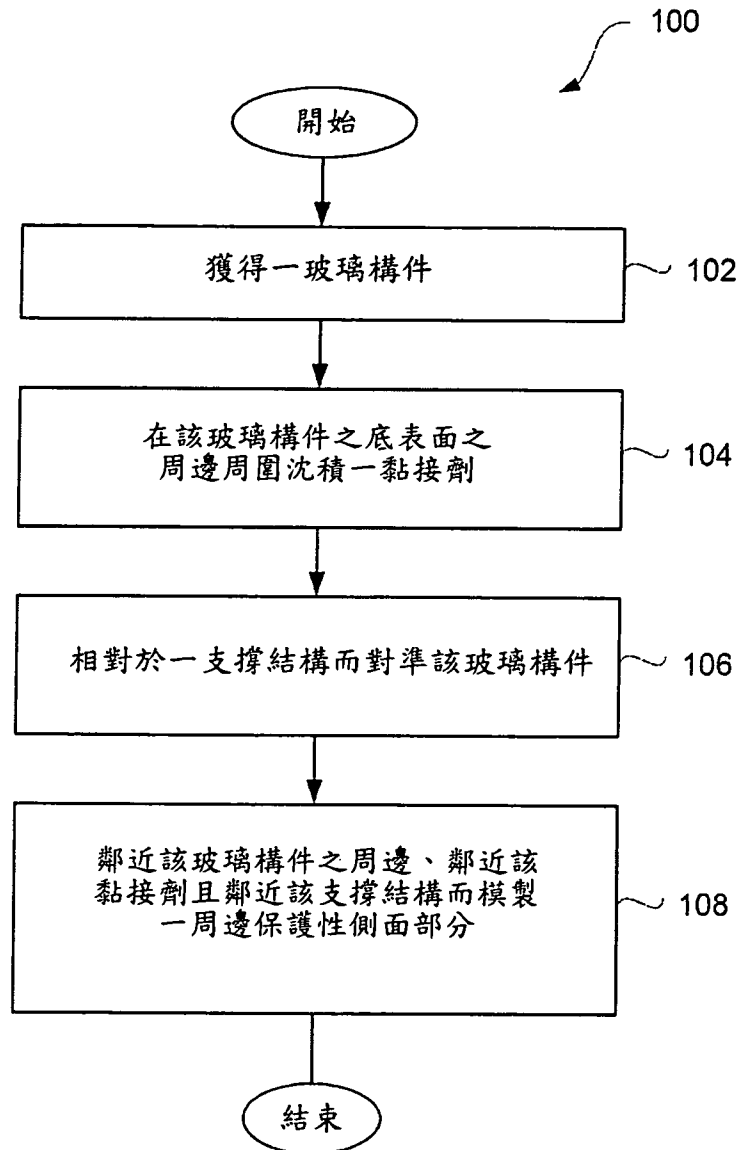 100
開始
獲得一玻璃構件
102
在該玻璃構件之底表面之
周邊周圍沈積一黏接劑
104
相對於一支撐結構而對準該玻璃構件
106
鄰近該玻璃構件之周邊、鄰近該
黏接劑且鄰近該支撐結構而模製
一周邊保護性側面部分
108
結束